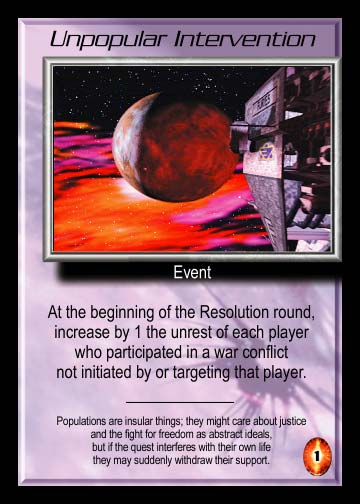 Unpopular Intervention
Event
At the beginning of the Resolution round,
increase by 1 the unrest of each player
who participated in a war conflict
not initiated by or targeting that player.
Populations are insular things; they might care about justice
and the fight for freedom as abstract ideals,
but if the quest interferes with their own life
they may suddenly withdraw their support.
1